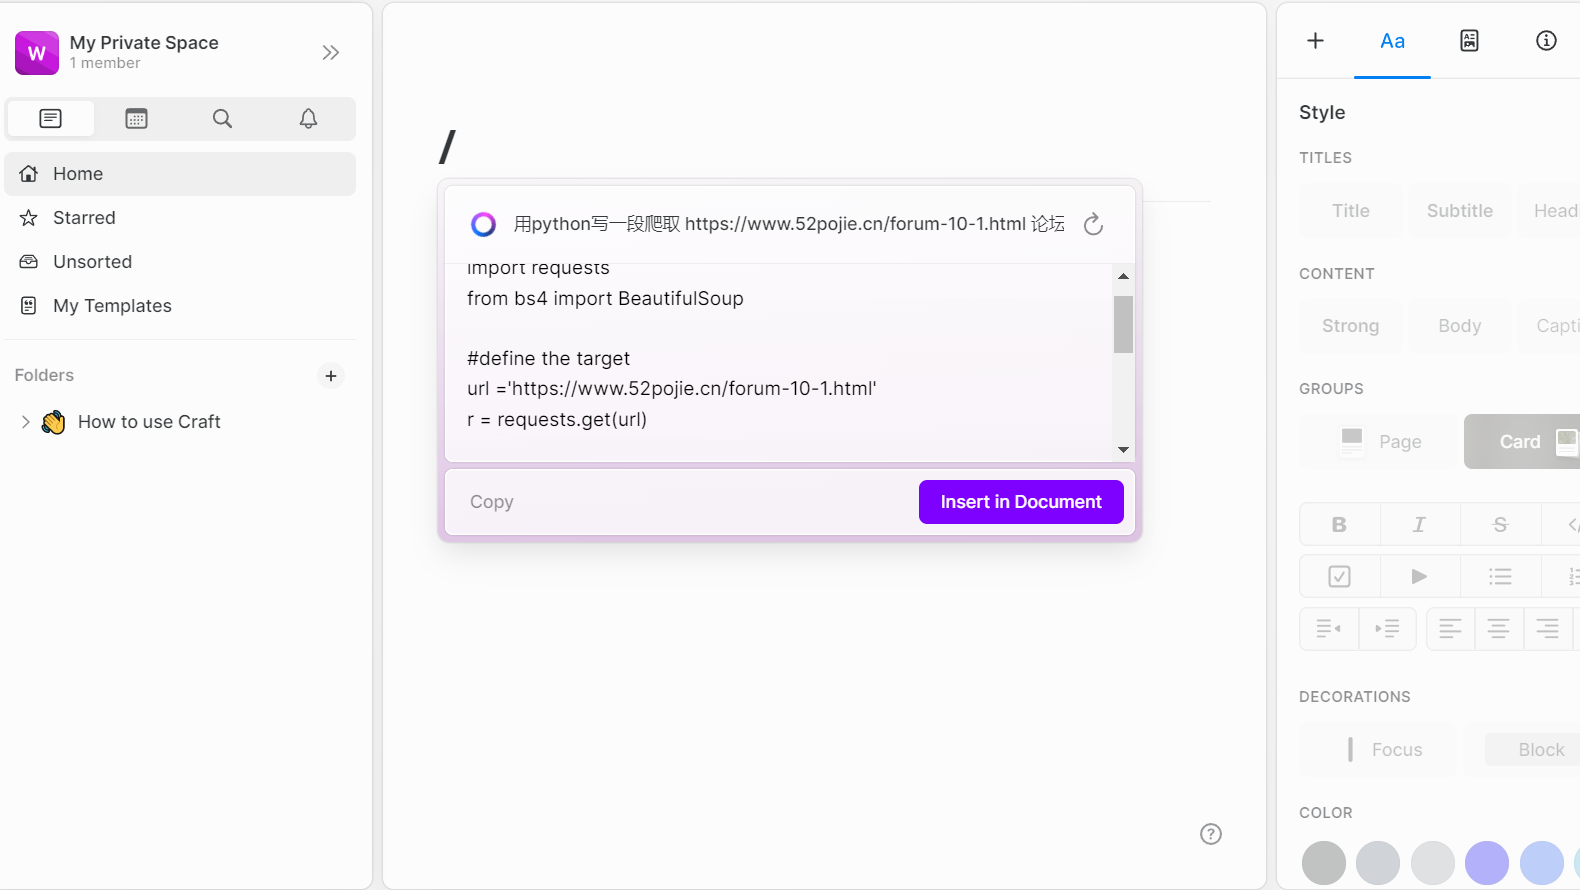 W
My Private Space
1 member
Home
Starred
Unsorted
My Templates
Folders
How to use Craft
/
用python写一段爬取 https://www.52pojie.cn/forum-10-1.html 论坛
import requests
from bs4 import BeautifulSoup
#define the target
url ='https://www.52pojie.cn/forum-10-1.html'
r = requests.get(url)
Copy
Insert in Document
Aa
Style
TITLES
Title
Subtitle
CONTENT
Strong
Body
GROUPS
Page
Card
B
I
S
DECORATIONS
Focus
Block
COLOR